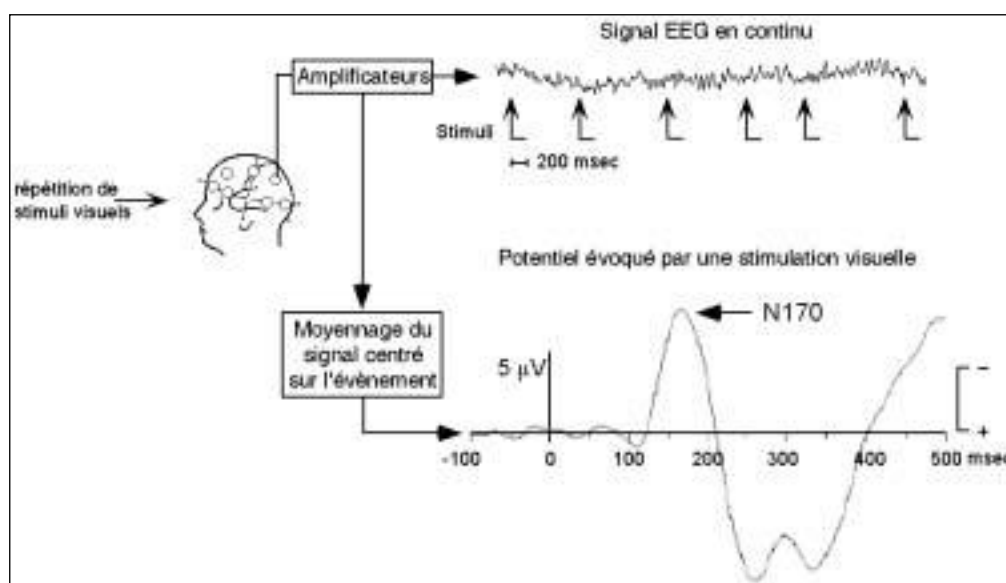 Signal EEG en continu
Amplificateurs
Stimuli
200 msec
répétition de
stimuli visuels
Potentiel évoqué par une stimulation visuelle
N170
Moyennage du
signal centré
sur l'évènement
5 µV
−
+
-100 0 100 200 300 400 500 msec